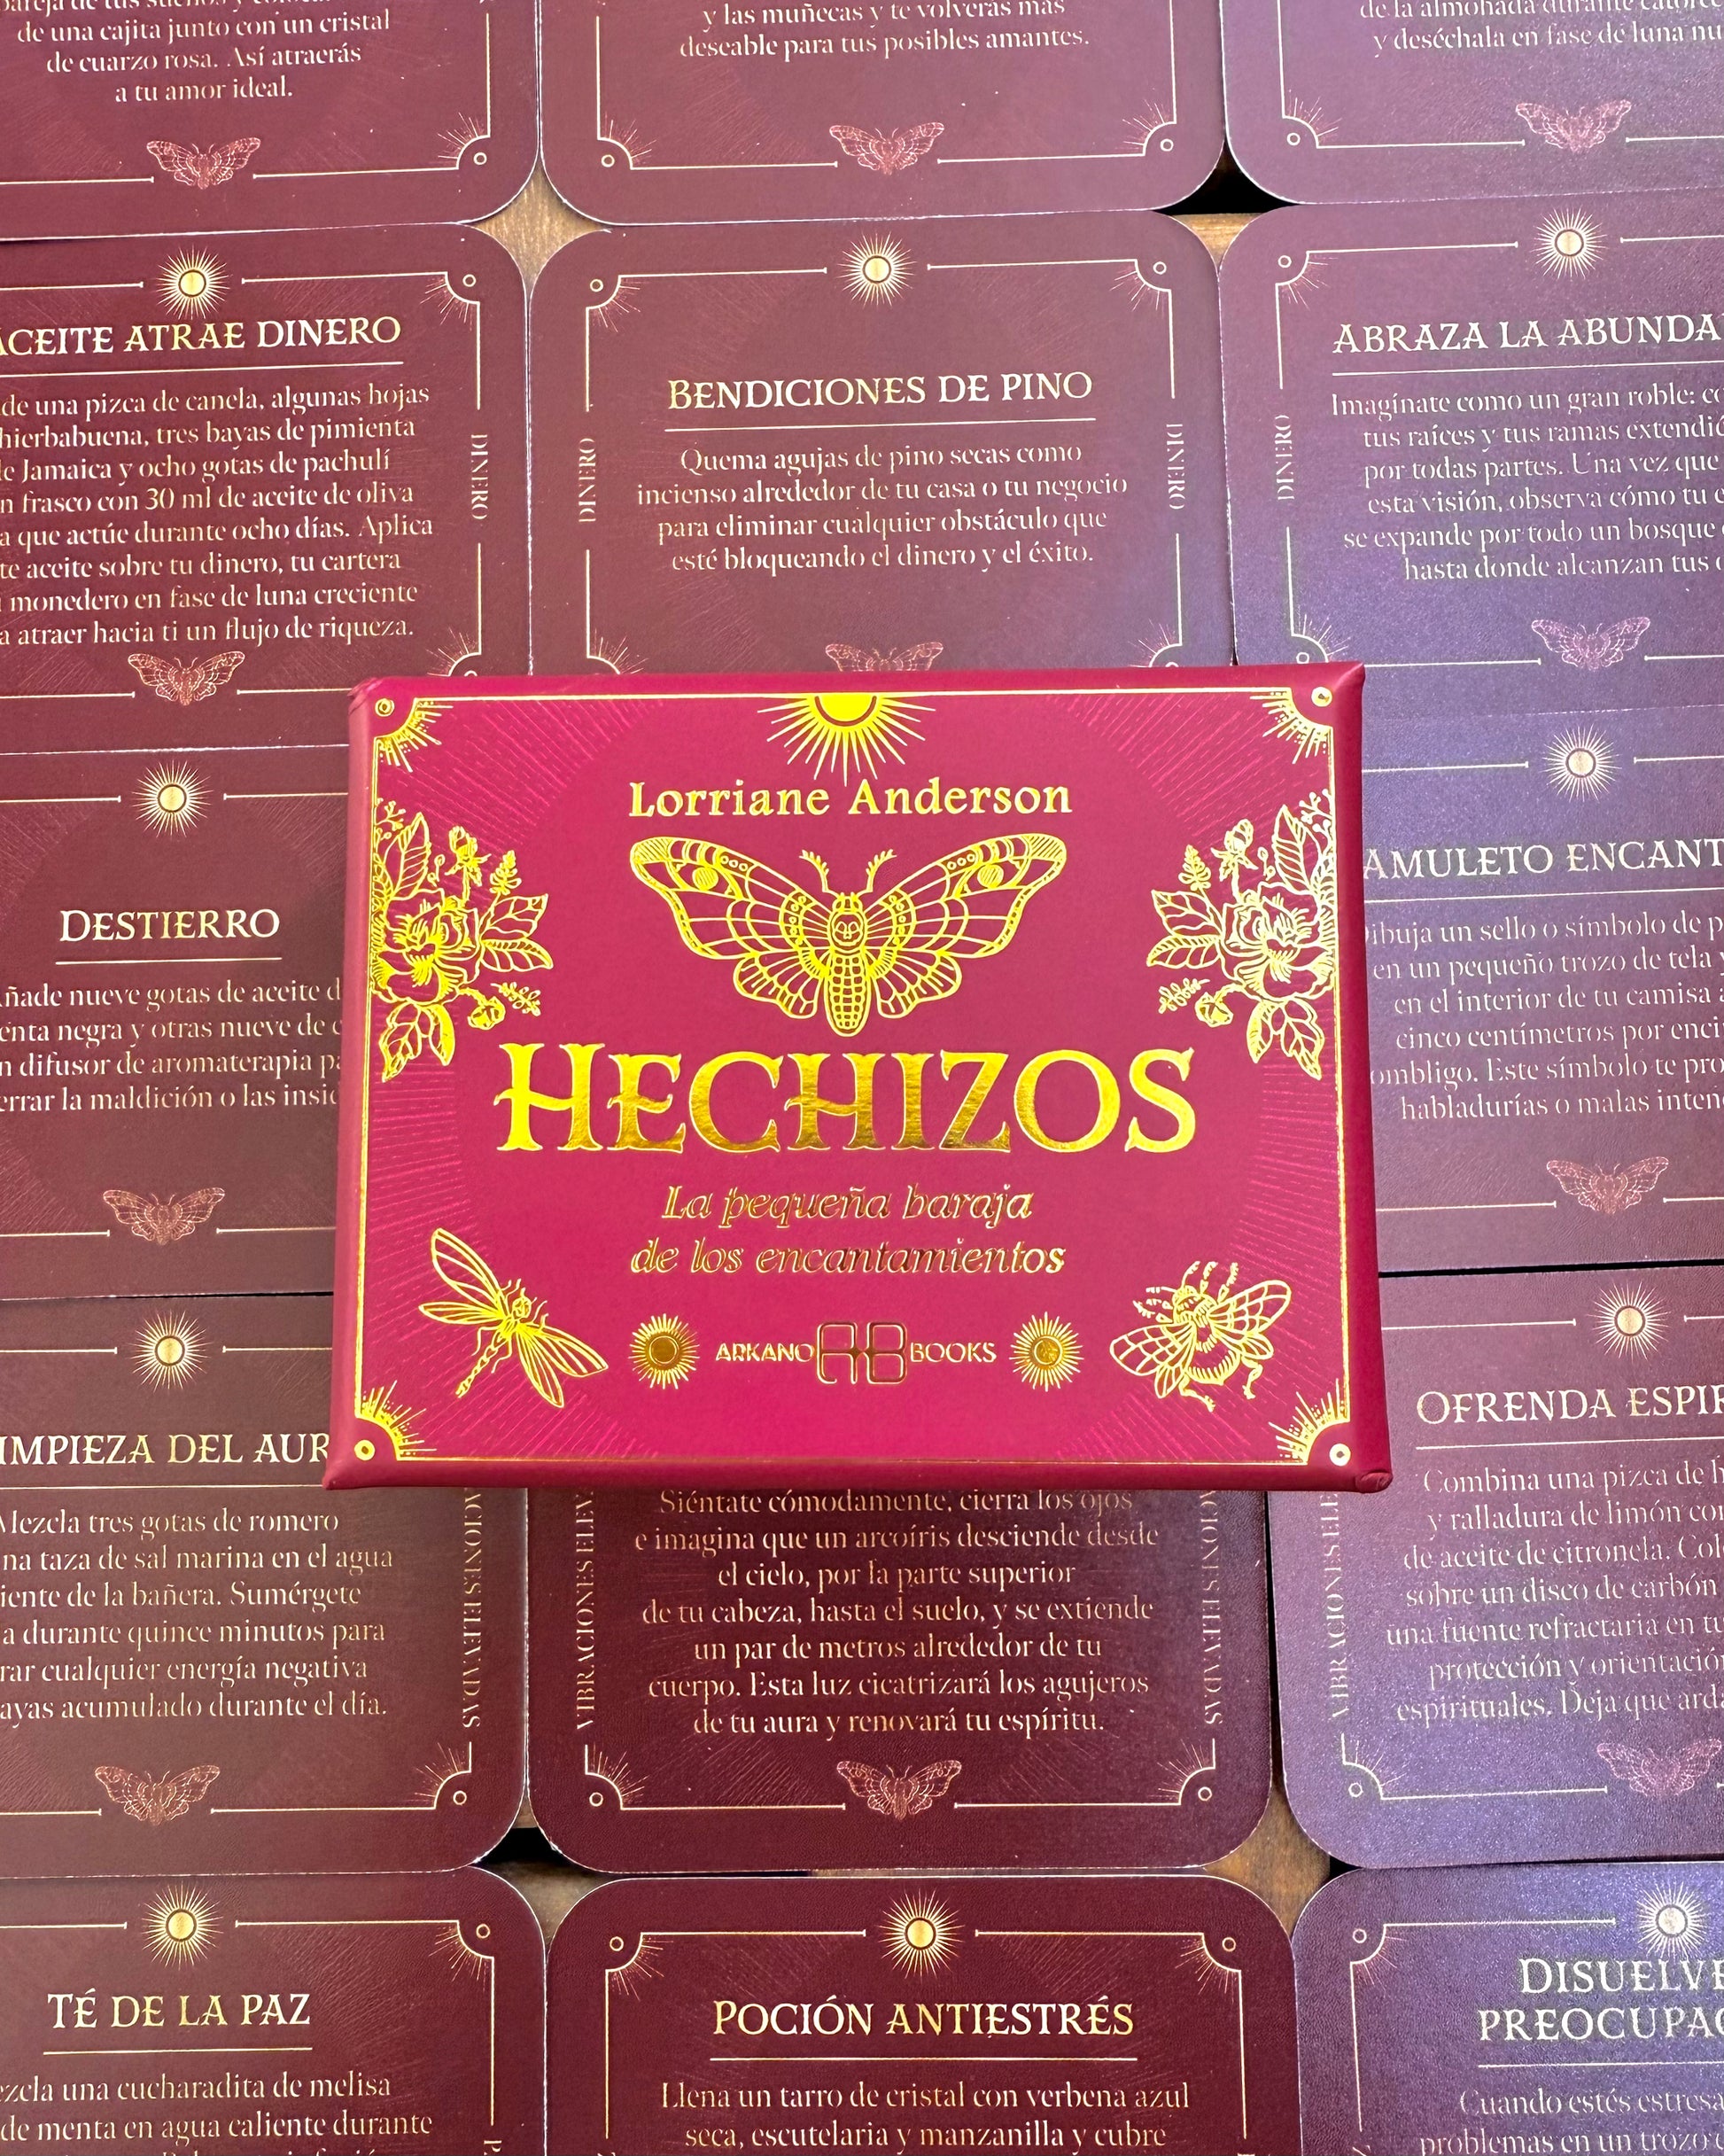 de una cajita junto con un cristal
de cuarzo rosa. Así atraerás
a tu amor ideal.
y las muñecas y te volverás más
deseable para tus posibles amantes.
de la almohada durante
y deséchala en fase de luna
ACEITE ATRAE DINERO
de una pizca de canela, algunas hojas
hierbabuena, tres bayas de pimienta
de Jamaica y ocho gotas de pachulí
n frasco con 30 ml de aceite de oliva
a que actúe durante ocho días. Aplica
te aceite sobre tu dinero, tu cartera
monedero en fase de luna creciente
a atraer hacia ti un flujo de riqueza.
DINERO
BENDICIONES DE PINO
Quema agujas de pino secas como
incienso alrededor de tu casa o tu negocio
para eliminar cualquier obstáculo que
esté bloqueando el dinero y el éxito.
DINERO
DINERO
ABRAZA LA ABUNDA
Imagínate como un gran roble:
tus raíces y tus ramas
por todas partes. Una vez que
esta visión, observa cómo tu
se expande por todo un bosque
hasta donde alcanzan tus
DINERO
DESTIERRO
Añade nueve gotas de aceite d
enta negra y otras nueve de
n difusor de aromaterapia
errar la maldición o las
Lorriane Anderson
HECHIZOS
La pequeña baraja
de los encantamientos
ARKANO AB BOOKS
AMULETO ENCANT
Dibuja un sello o símbolo de
en un pequeño trozo de tela
en el interior de tu camisa
cinco centímetros por
ombligo. Este símbolo te
habladurías o malas
LIMPIEZA DEL AUR
Mezcla tres gotas de romero
na taza de sal marina en el agua
iente de la bañera. Sumérgete
a durante quince minutos para
rar cualquier energía negativa
ayas acumulado durante el día.
ACIONES ELEVADAS
Siéntate cómodamente, cierra los ojos
e imagina que un arcoíris desciende desde
el cielo, por la parte superior
de tu cabeza, hasta el suelo, y se extiende
un par de metros alrededor de tu
cuerpo. Esta luz cicatrizará los agujeros
de tu aura y renovará tu espíritu.
VIBRACIONES ELEV
ACIONES ELEVADAS
OFRENDA ESPIR
Combina una pizca de
y ralladura de limón
de aceite de citronela.
sobre un disco de carbón
una fuente refractaria en
protección y orientación
espirituales. Deja que
VIBRACIONES ELE
TÉ DE LA PAZ
ezcla una cucharadita de melisa
de menta en agua caliente durante
POCIÓN ANTIESTRÉS
Llena un tarro de cristal con verbena azul
seca, escutelaria y manzanilla y cubre
DISUELVE
PREOCUPAC
Cuando estés
problemas en un trozo